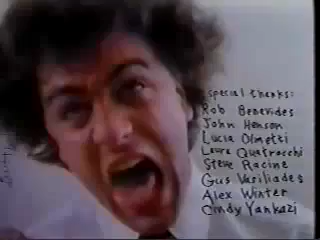 special thanks:
Rob Benevides
John Henson
Lucia Olmetti
Laura Quatrocchi
Steve Racine
Gus Vasiliades
Alex Winter
Cindy Yankazi